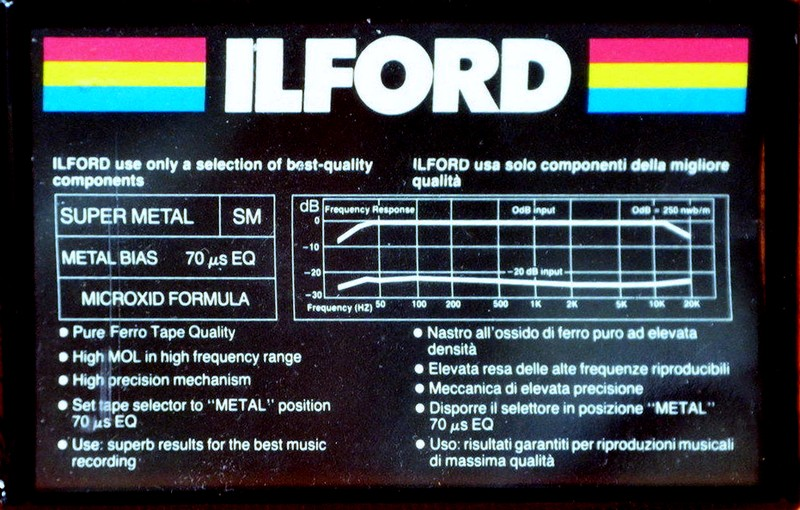 ILFORD
ILFORD use only a selection of best-quality
components
SUPER METAL SM
METAL BIAS 70 µs EQ
MICROXID FORMULA
Pure Ferro Tape Quality
High MOL in high frequency range
High precision mechanism
Set tape selector to "METAL" position
70 µs EQ
Use: superb results for the best music
recording
ILFORD usa solo componenti della migliore
qualità
dB Frequency Response 0dB input 0dB = 250 nwb/m
0
-10
-20 -20 dB input
-30
Frequency (HZ) 50 100 200 500 1K 2K 5K 10K 20K
Nastro all'ossido di ferro puro ad elevata
densità
Elevata resa delle alte frequenze riproducibili
Meccanica di elevata precisione
Disporre il selettore in posizione "METAL"
70 µs EQ
Uso: risultati garantiti per riproduzioni musicali
di massima qualità